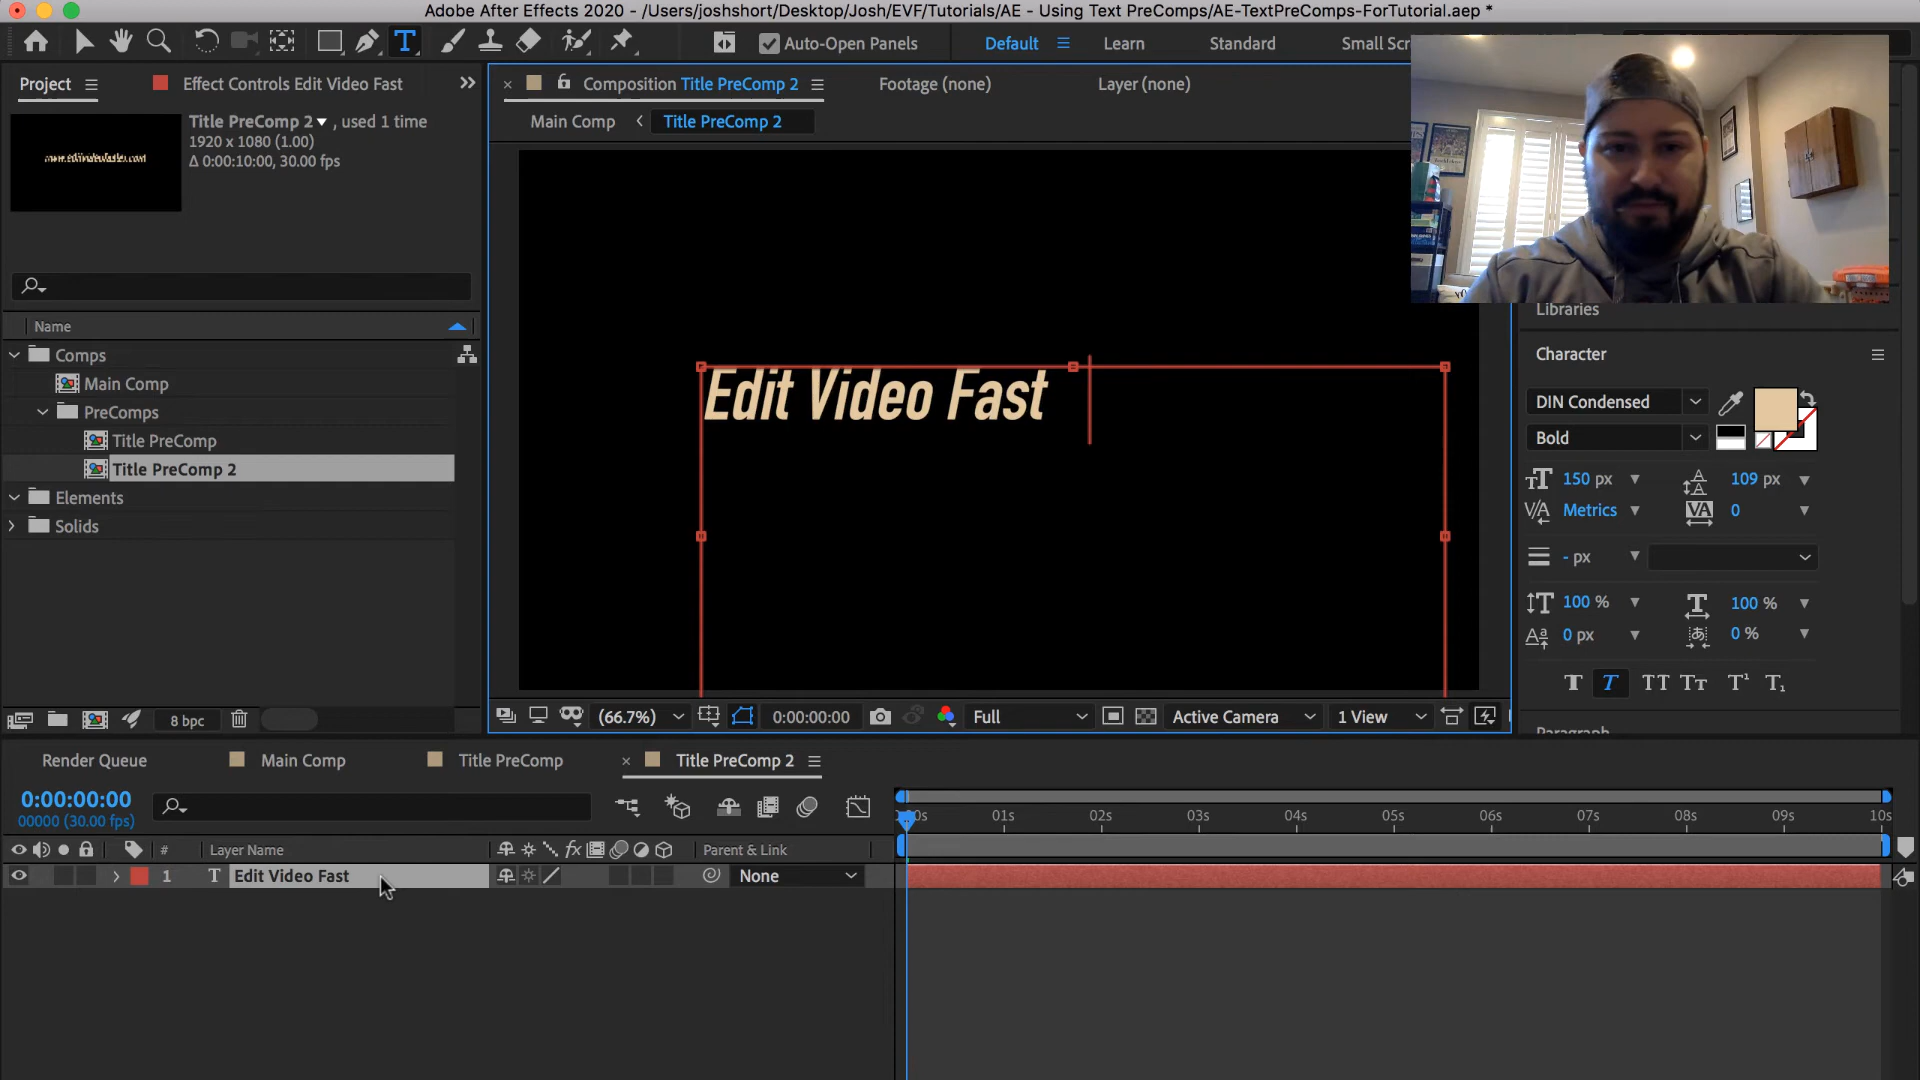 Adobe After Effects 2020 - /Users/joshshort/Desktop/Josh/EVF/Tutorials/AE - Using Text PreComps/AE-TextPreComps-ForTutorial.aep *
Auto-Open Panels
Default
Learn
Standard
Small Scr
Project
Effect Controls Edit Video Fast
Composition Title PreComp 2
Footage (none)
Layer (none)
Title PreComp 2 , used 1 time
1920 x 1080 (1.00)
Δ 0:00:10:00, 30.00 fps
www.editvideofaster.com
Main Comp
Title PreComp 2
Name
Comps
Main Comp
PreComps
Title PreComp
Title PreComp 2
Elements
Solids
8 bpc
Edit Video Fast
(66.7%)
0:00:00:00
Full
Active Camera
1 View
Libraries
Character
DIN Condensed
Bold
150 px
109 px
Metrics
0
- px
100 %
100 %
0 px
0 %
Paragraph
Render Queue
Main Comp
Title PreComp
Title PreComp 2
0:00:00:00
00000 (30.00 fps)
00s
01s
02s
03s
04s
05s
06s
07s
08s
09s
10s
#
Layer Name
fx
Parent & Link
1
T
Edit Video Fast
None